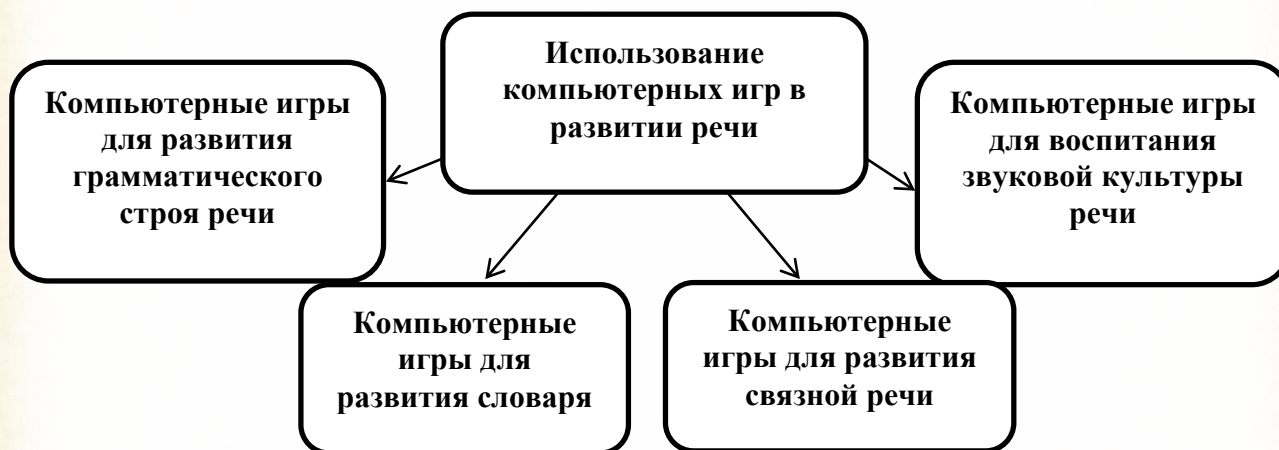 Использование
компьютерных игр в
развитии речи
Компьютерные игры
для развития
грамматического
строя речи
Компьютерные игры
для воспитания
звуковой культуры
речи
Компьютерные
игры для
развития словаря
Компьютерные
игры для развития
связной речи